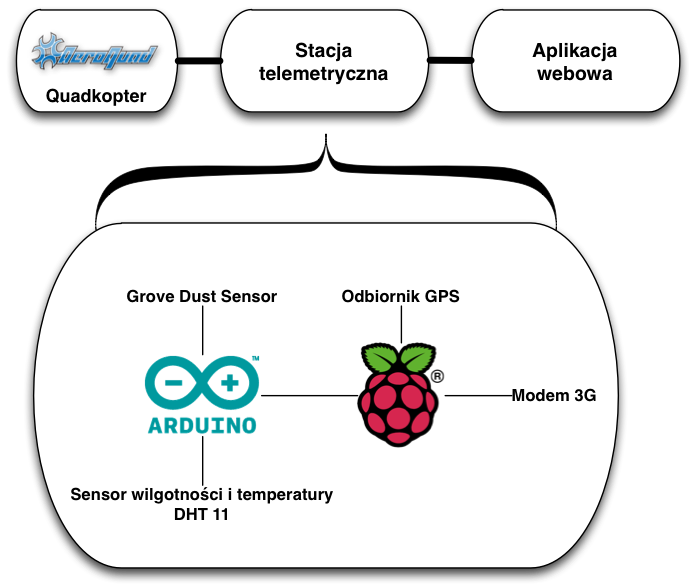 AeroQuad
Quadkopter
Stacja
telemetryczna
Aplikacja
webowa
Grove Dust Sensor
Odbiornik GPS
™
ARDUINO
®
Modem 3G
Sensor wilgotności i temperatury
DHT 11